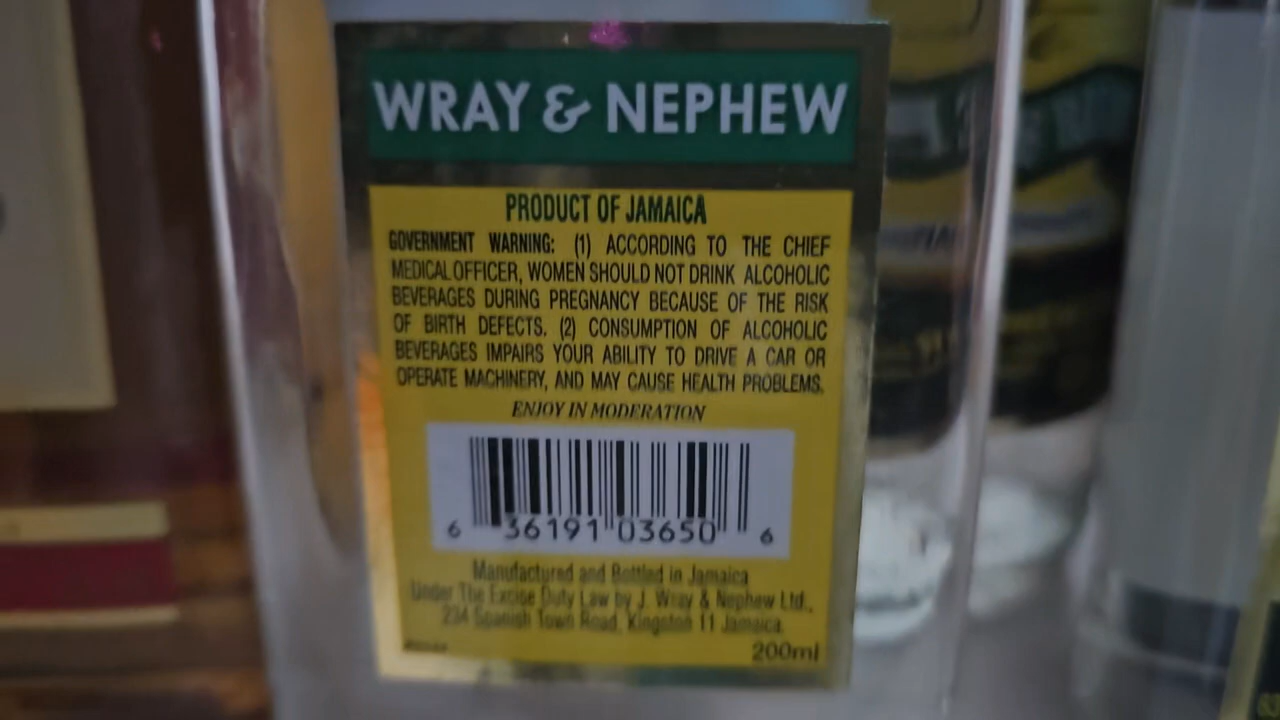 WRAY & NEPHEW
PRODUCT OF JAMAICA
GOVERNMENT WARNING: (1) ACCORDING TO THE CHIEF
MEDICAL OFFICER, WOMEN SHOULD NOT DRINK ALCOHOLIC
BEVERAGES DURING PREGNANCY BECAUSE OF THE RISK
OF BIRTH DEFECTS. (2) CONSUMPTION OF ALCOHOLIC
BEVERAGES IMPAIRS YOUR ABILITY TO DRIVE A CAR OR
OPERATE MACHINERY, AND MAY CAUSE HEALTH PROBLEMS.
ENJOY IN MODERATION
6 36191 03650 6
Manufactured and Bottled in Jamaica
Under The Excise Duty Law by J. Wray & Nephew Ltd.,
234 Spanish Town Road, Kingston 11 Jamaica.
200ml